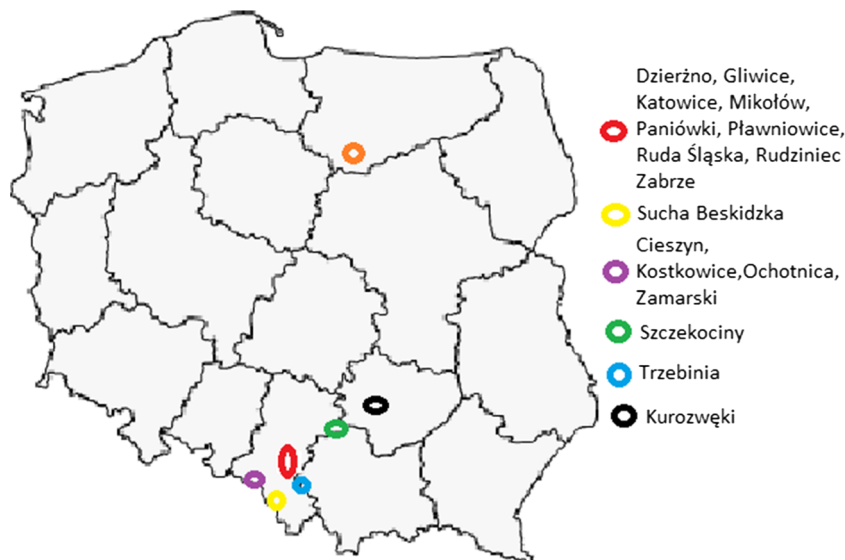 Dzierżno, Gliwice,
Katowice, Mikołów,
Paniówki, Pławniowice,
Ruda Śląska, Rudziniec
Zabrze
Sucha Beskidzka
Cieszyn,
Kostkowice,Ochotnica,
Zamarski
Szczekociny
Trzebinia
Kurozwęki